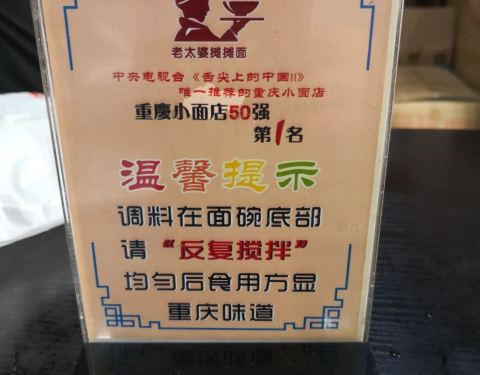 老太婆摊摊面
中央电视台《舌尖上的中国II》
唯一推荐的重庆小面店
重慶小面店50强
第1名
温馨提示
调料在面碗底部
请“反复搅拌”
均匀后食用方显
重庆味道